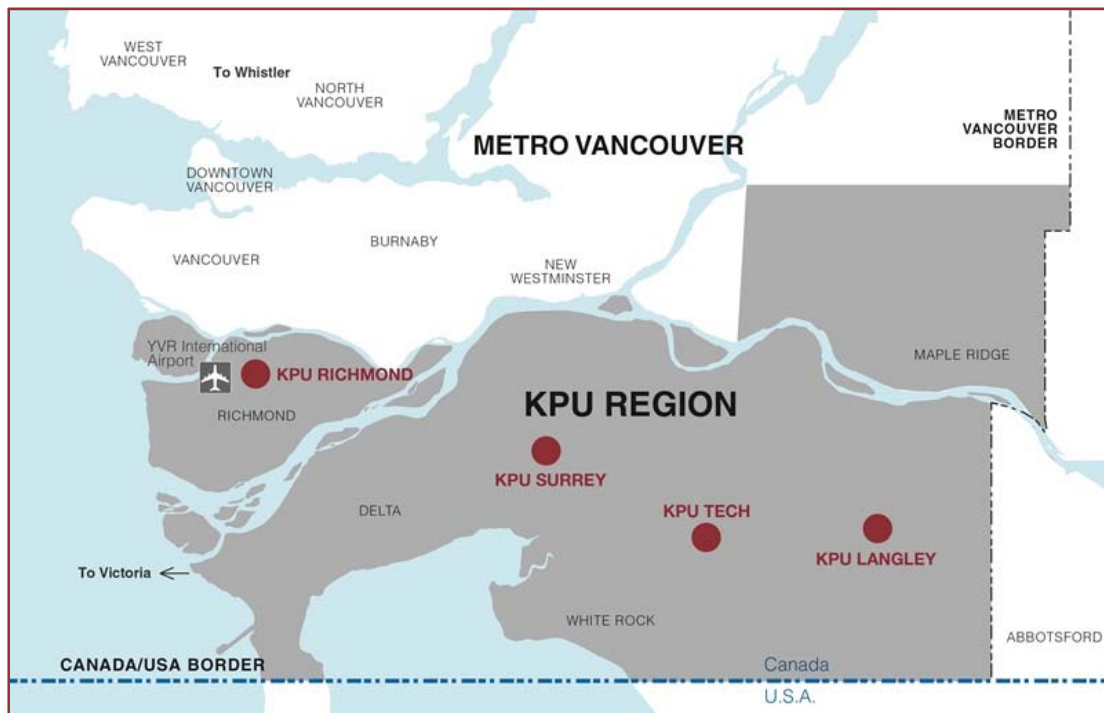 WEST
VANCOUVER
To Whistler
NORTH
VANCOUVER
METRO VANCOUVER
METRO
VANCOUVER
BORDER
DOWNTOWN
VANCOUVER
VANCOUVER
BURNABY
NEW
WESTMINSTER
YVR International
Airport
KPU RICHMOND
RICHMOND
MAPLE RIDGE
KPU REGION
KPU SURREY
DELTA
KPU TECH
KPU LANGLEY
To Victoria
WHITE ROCK
ABBOTSFORD
CANADA/USA BORDER
Canada
U.S.A.